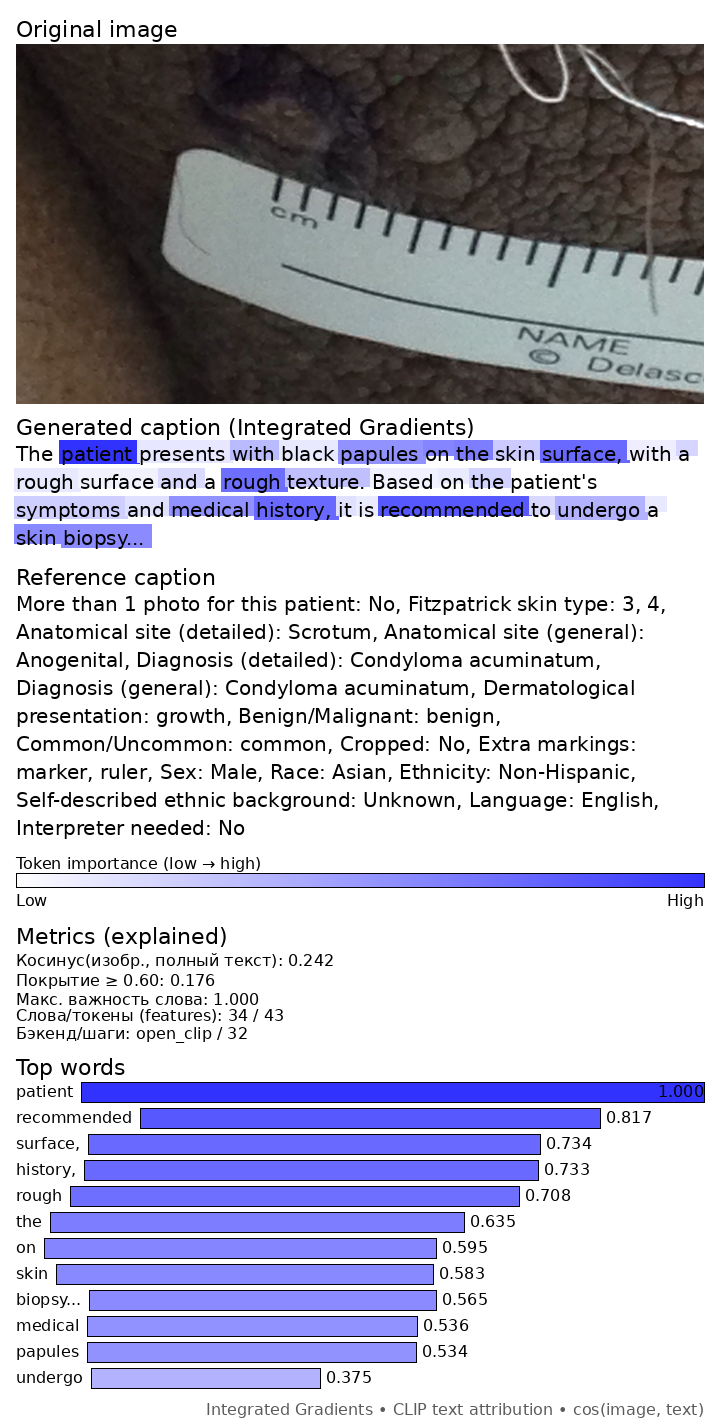 Original image
cm
NAME
© Delasc
Generated caption (Integrated Gradients)
The patient presents with black papules on the skin surface, with a
rough surface and a rough texture. Based on the patient's
symptoms and medical history, it is recommended to undergo a
skin biopsy...
Reference caption
More than 1 photo for this patient: No, Fitzpatrick skin type: 3, 4,
Anatomical site (detailed): Scrotum, Anatomical site (general):
Anogenital, Diagnosis (detailed): Condyloma acuminatum,
Diagnosis (general): Condyloma acuminatum, Dermatological
presentation: growth, Benign/Malignant: benign,
Common/Uncommon: common, Cropped: No, Extra markings:
marker, ruler, Sex: Male, Race: Asian, Ethnicity: Non-Hispanic,
Self-described ethnic background: Unknown, Language: English,
Interpreter needed: No
Token importance (low → high)
Low High
Metrics (explained)
Косинус(изобр., полный текст): 0.242
Покрытие ≥ 0.60: 0.176
Макс. важность слова: 1.000
Слова/токены (features): 34 / 43
Бэкенд/шаги: open_clip / 32
Top words
patient 1.000
recommended 0.817
surface, 0.734
history, 0.733
rough 0.708
the 0.635
on 0.595
skin 0.583
biopsy... 0.565
medical 0.536
papules 0.534
undergo 0.375
Integrated Gradients • CLIP text attribution • cos(image, text)